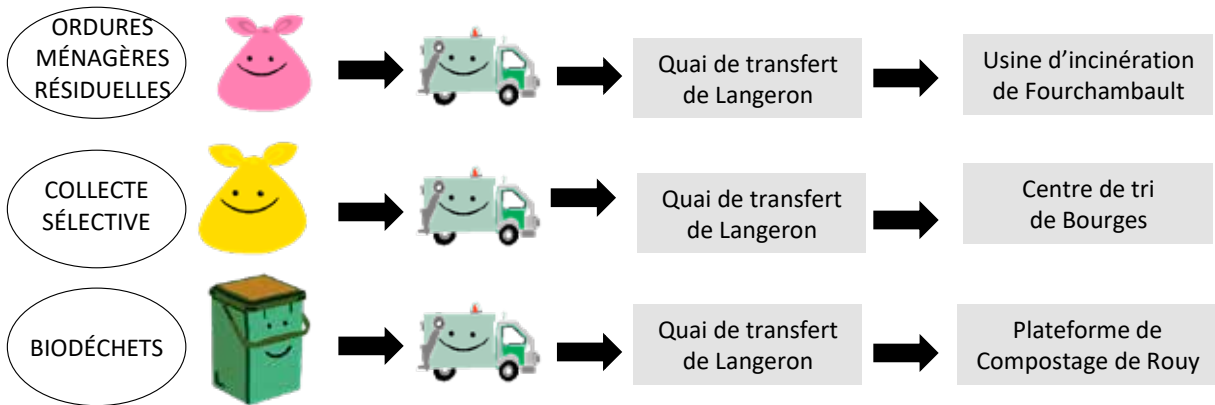 ORDURES
MÉNAGÈRES
RÉSIDUELLES
Quai de transfert
de Langeron
Usine d’incinération
de Fourchambault
COLLECTE
SÉLECTIVE
Quai de transfert
de Langeron
Centre de tri
de Bourges
BIODÉCHETS
Quai de transfert
de Langeron
Plateforme de
Compostage de Rouy